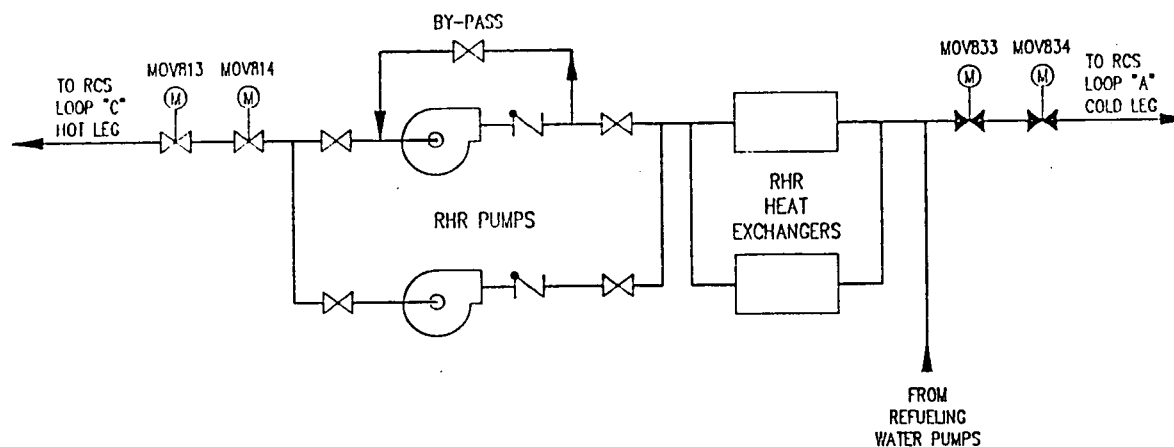 BY-PASS
MOV813
MOV814
MOV833
MOV834
M
M
M
M
TO RCS
LOOP "C"
HOT LEG
TO RCS
LOOP "A"
COLD LEG
RHR PUMPS
RHR
HEAT
EXCHANGERS
FROM
REFUELING
WATER PUMPS